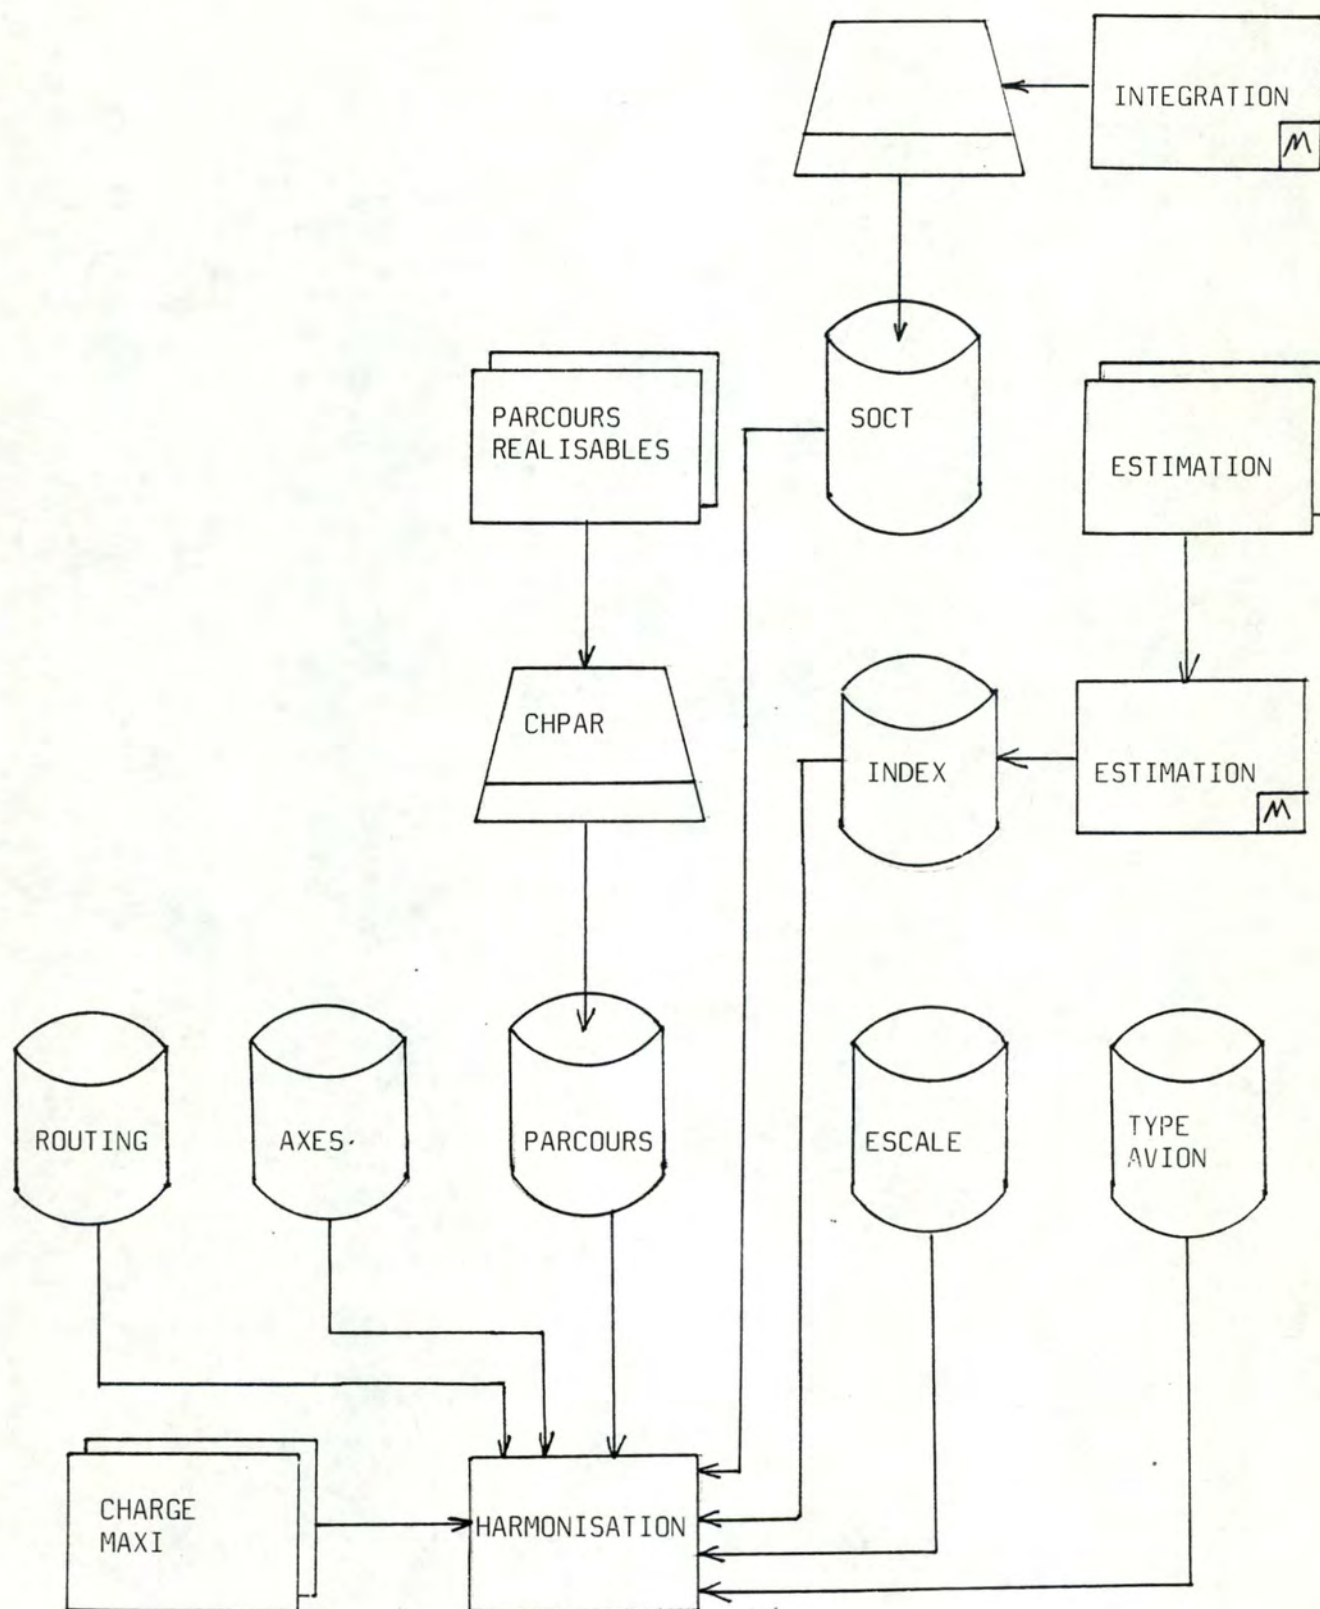 INTEGRATION
M
PARCOURS
REALISABLES
SOCT
ESTIMATION
CHPAR
INDEX
ESTIMATION
M
ROUTING
AXES
PARCOURS
ESCALE
TYPE
AVION
CHARGE
MAXI
HARMONISATION